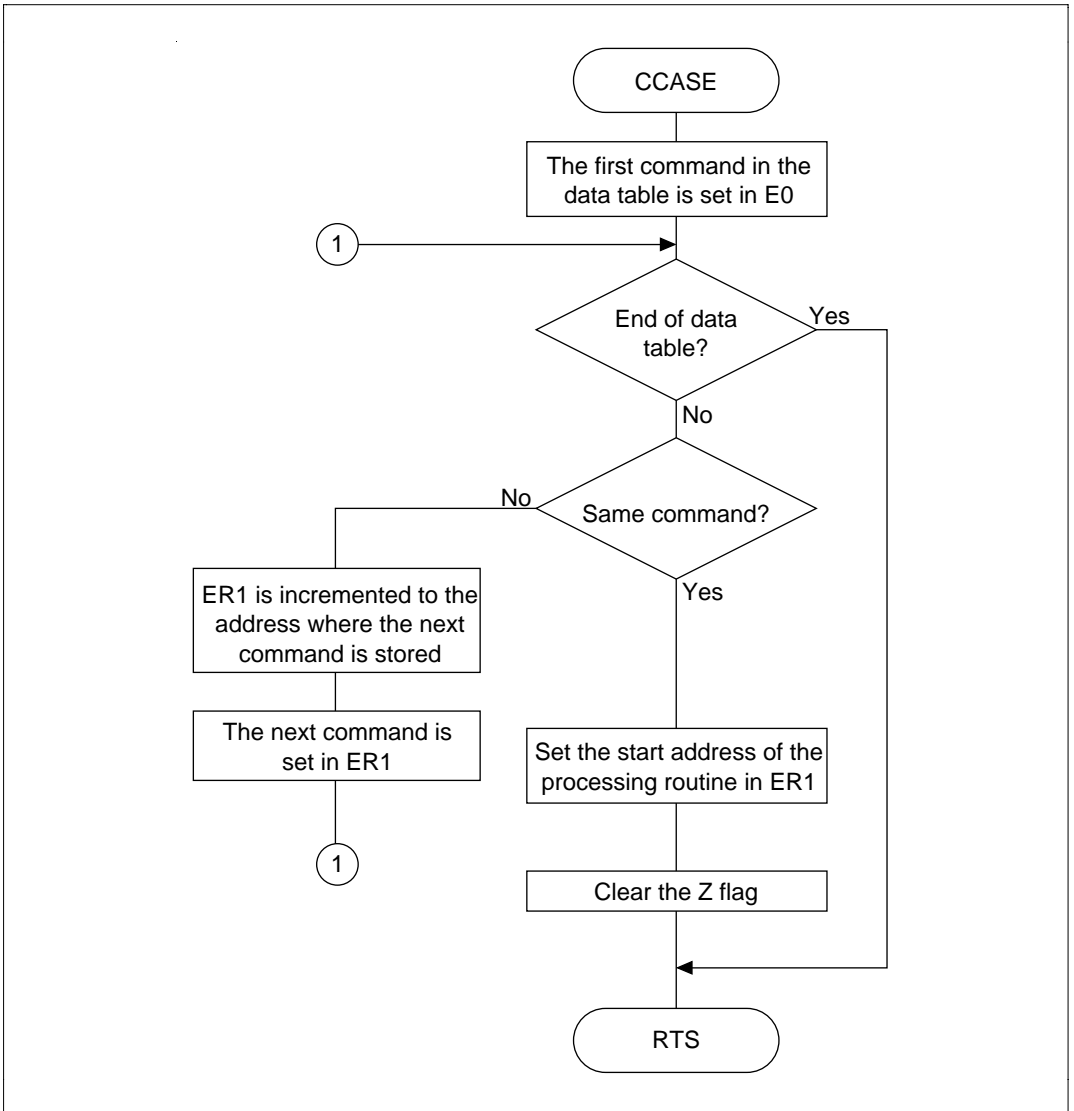 CCASE
The first command in the
data table is set in E0
1
End of data
table?
Yes
No
Same command?
No
Yes
ER1 is incremented to the
address where the next
command is stored
The next command is
set in ER1
1
Set the start address of the
processing routine in ER1
Clear the Z flag
RTS